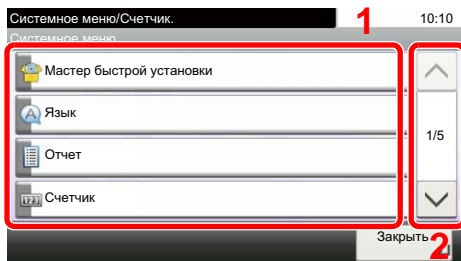 Системное меню/Счетчик.
1
10:10
Системное меню
Мастер быстрой установки
Язык
1/5
Отчет
Счетчик
Закрыть
2